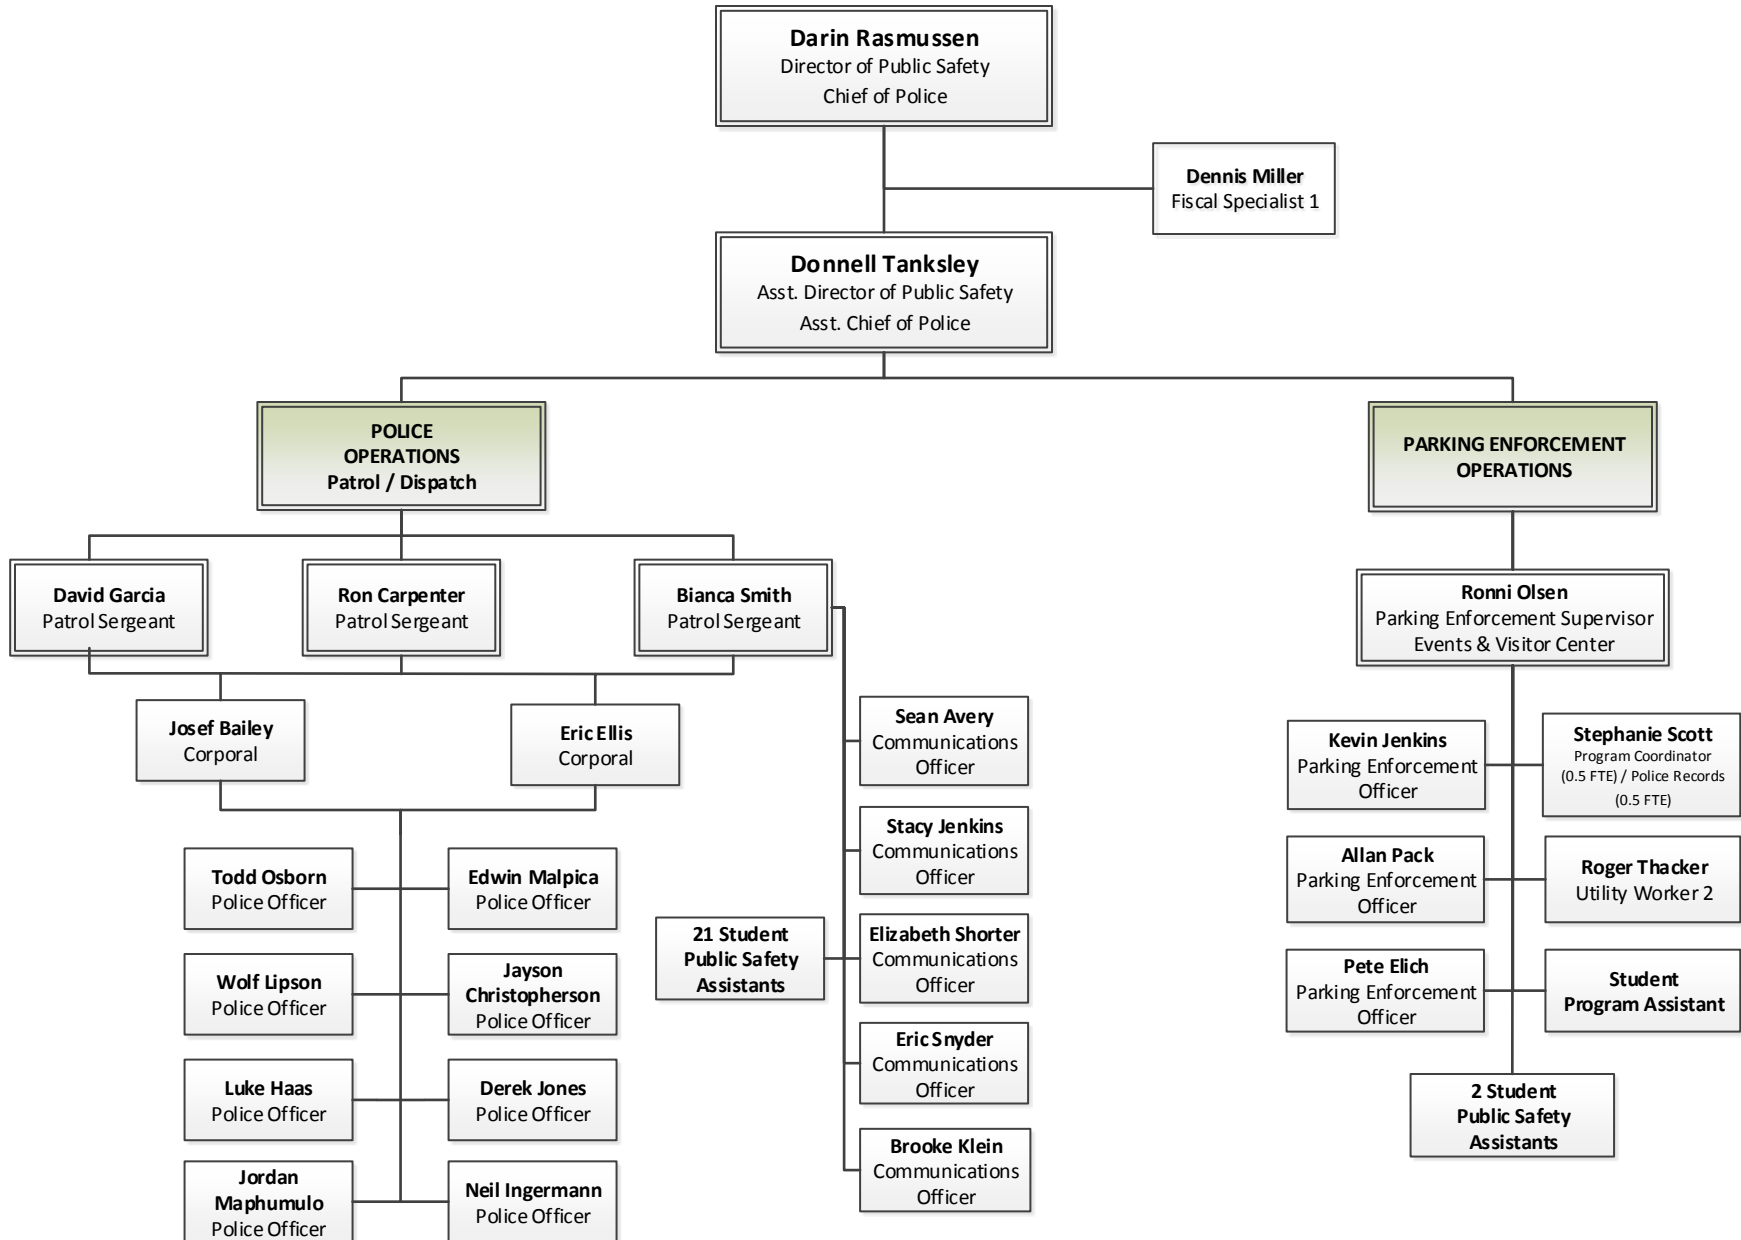 Darin Rasmussen
Director of Public Safety
Chief of Police
Dennis Miller
Fiscal Specialist 1
Donnell Tanksley
Asst. Director of Public Safety
Asst. Chief of Police
POLICE
OPERATIONS
Patrol / Dispatch
PARKING ENFORCEMENT
OPERATIONS
David Garcia
Patrol Sergeant
Ron Carpenter
Patrol Sergeant
Bianca Smith
Patrol Sergeant
Ronni Olsen
Parking Enforcement Supervisor
Events & Visitor Center
Josef Bailey
Corporal
Eric Ellis
Corporal
Sean Avery
Communications
Officer
Stacy Jenkins
Communications
Officer
21 Student
Public Safety
Assistants
Elizabeth Shorter
Communications
Officer
Eric Snyder
Communications
Officer
Brooke Klein
Communications
Officer
Todd Osborn
Police Officer
Edwin Malpica
Police Officer
Wolf Lipson
Police Officer
Jayson
Christopherson
Police Officer
Luke Haas
Police Officer
Derek Jones
Police Officer
Jordan
Maphumulo
Police Officer
Neil Ingermann
Police Officer
Kevin Jenkins
Parking Enforcement
Officer
Stephanie Scott
Program Coordinator
(0.5 FTE) / Police Records
(0.5 FTE)
Allan Pack
Parking Enforcement
Officer
Roger Thacker
Utility Worker 2
Pete Elich
Parking Enforcement
Officer
Student
Program Assistant
2 Student
Public Safety
Assistants